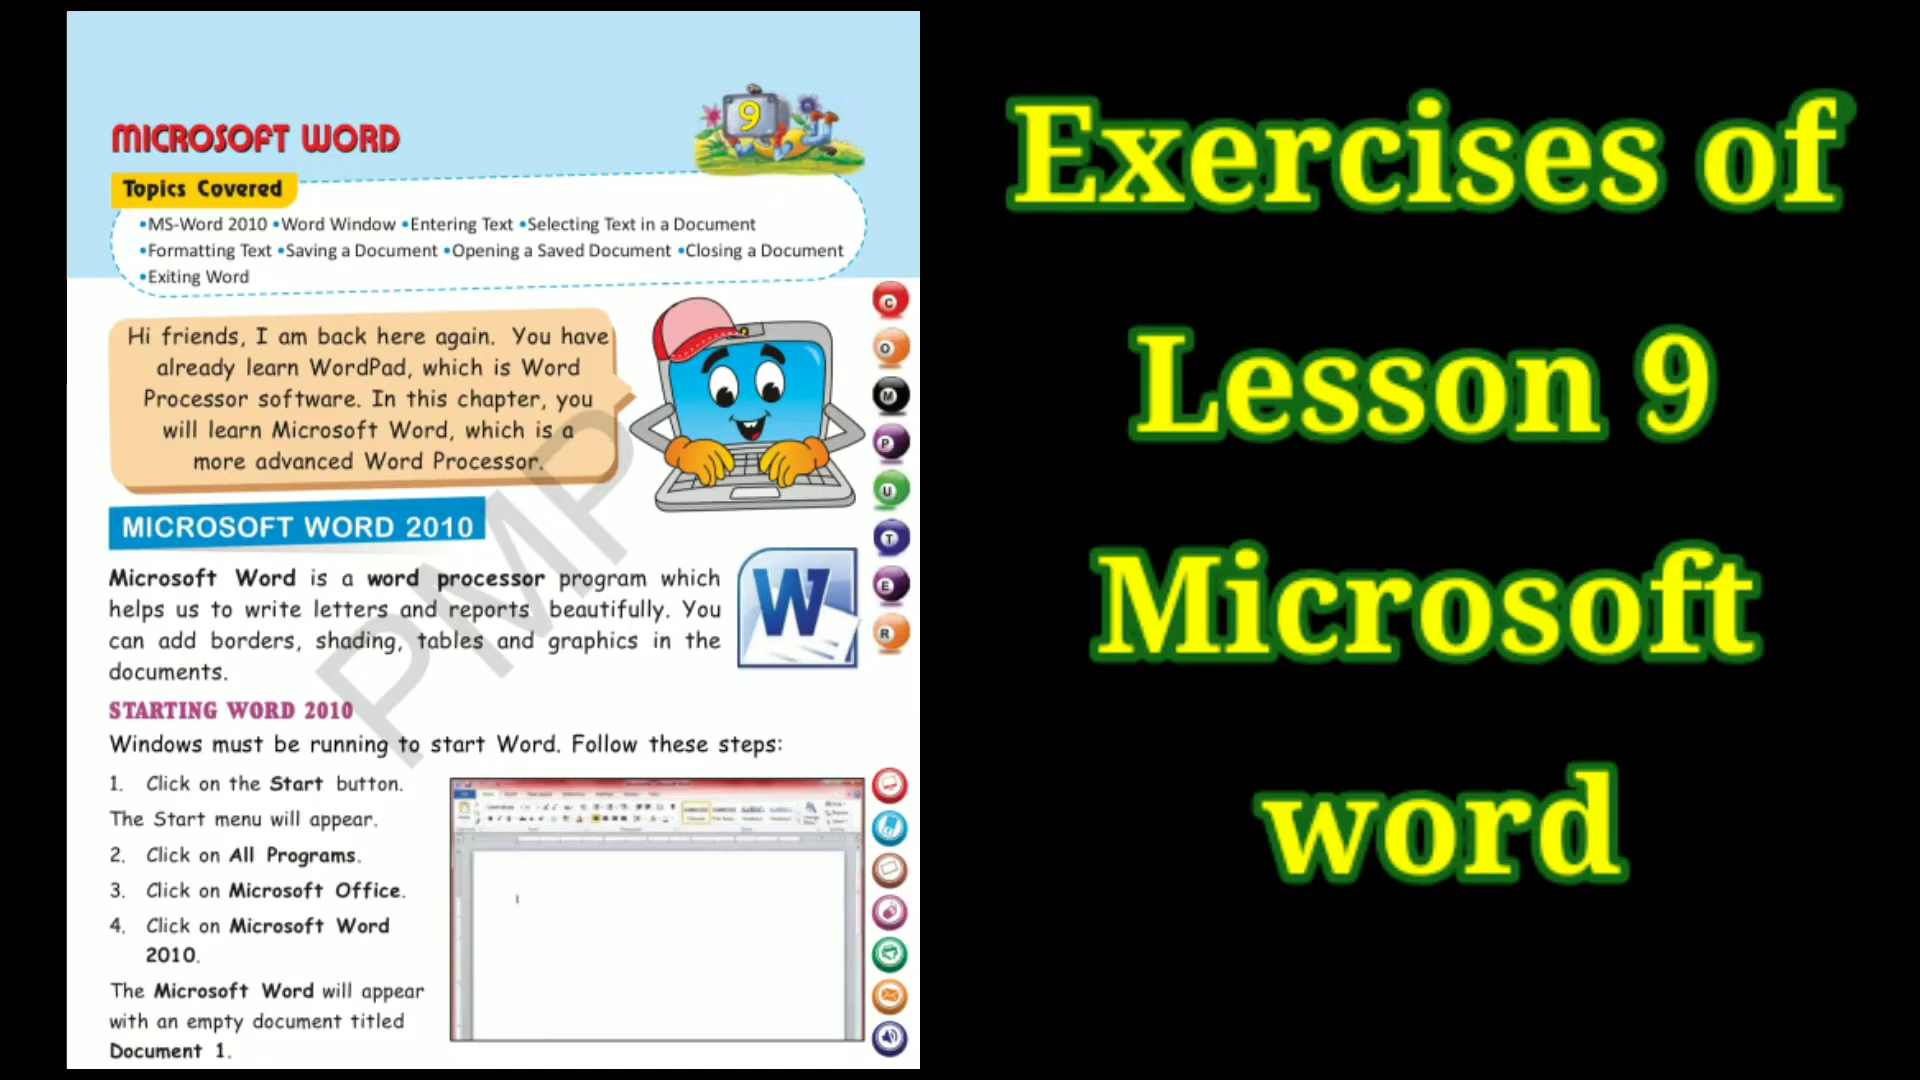 MICROSOFT WORD
9
Topics Covered
•MS-Word 2010 •Word Window •Entering Text •Selecting Text in a Document
•Formatting Text •Saving a Document •Opening a Saved Document •Closing a Document
•Exiting Word
Hi friends, I am back here again. You have
already learn WordPad, which is Word
Processor software. In this chapter, you
will learn Microsoft Word, which is a
more advanced Word Processor.
C
O
M
P
U
T
E
R
MICROSOFT WORD 2010
Microsoft Word is a word processor program which
helps us to write letters and reports beautifully. You
can add borders, shading, tables and graphics in the
documents.
W
PMP
STARTING WORD 2010
Windows must be running to start Word. Follow these steps:
1. Click on the Start button.
The Start menu will appear.
2. Click on All Programs.
3. Click on Microsoft Office.
4. Click on Microsoft Word
2010.
The Microsoft Word will appear
with an empty document titled
Document 1.
Exercises of
Lesson 9
Microsoft
word